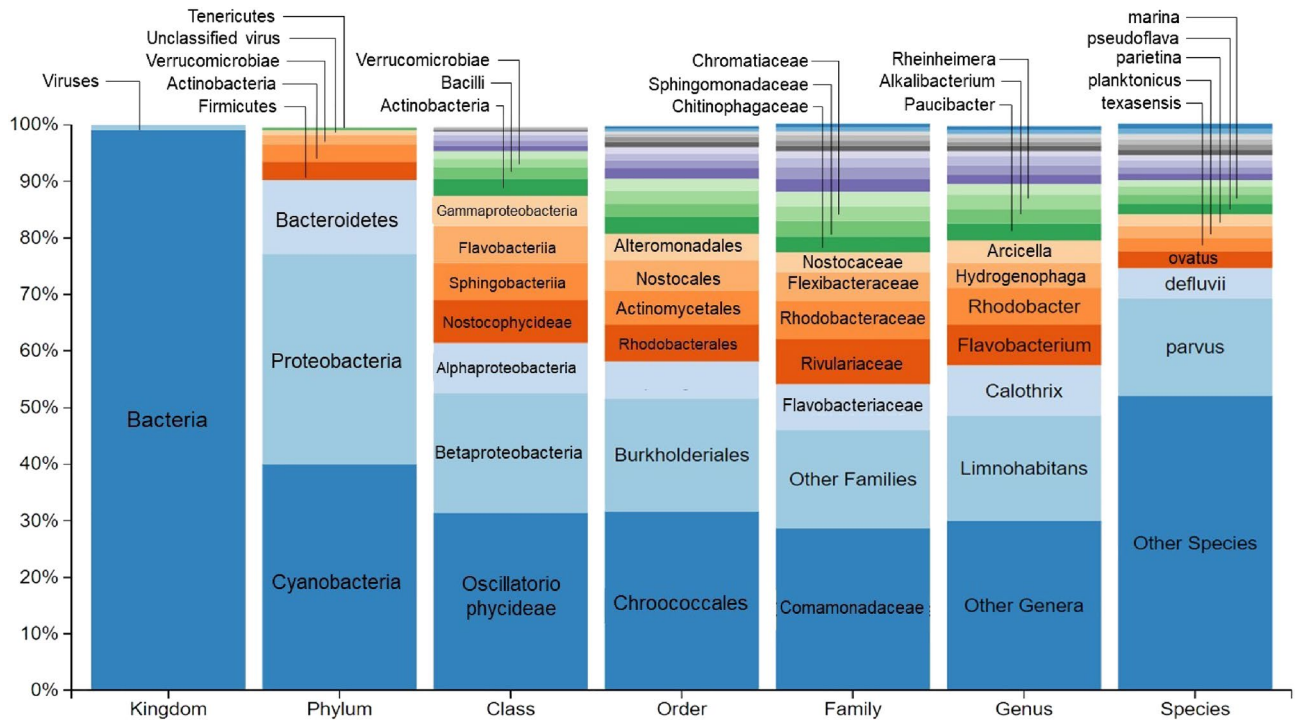 Tenericutes
Unclassified virus
Verrucomicrobiae
Actinobacteria
Firmicutes
Viruses
Verrucomicrobiae
Bacilli
Actinobacteria
Chromatiaceae
Sphingomonadaceae
Chitinophagaceae
Rheinheimera
Alkalibacterium
Paucibacter
marina
pseudoflava
parietina
planktonicus
texasensis
100%
90%
80%
70%
60%
50%
40%
30%
20%
10%
0%
Bacteria
Bacteroidetes
Proteobacteria
Cyanobacteria
Gammaproteobacteria
Flavobacteriia
Sphingobacteriia
Nostocophycideae
Alphaproteobacteria
Betaproteobacteria
Oscillatorio
phycideae
Alteromonadales
Nostocales
Actinomycetales
Rhodobacterales
Burkholderiales
Chroococcales
Nostocaceae
Flexibacteraceae
Rhodobacteraceae
Rivulariaceae
Flavobacteriaceae
Other Families
Comamonadaceae
Arcicella
Hydrogenophaga
Rhodobacter
Flavobacterium
Calothrix
Limnohabitans
Other Genera
ovatus
defluvii
parvus
Other Species
Kingdom
Phylum
Class
Order
Family
Genus
Species